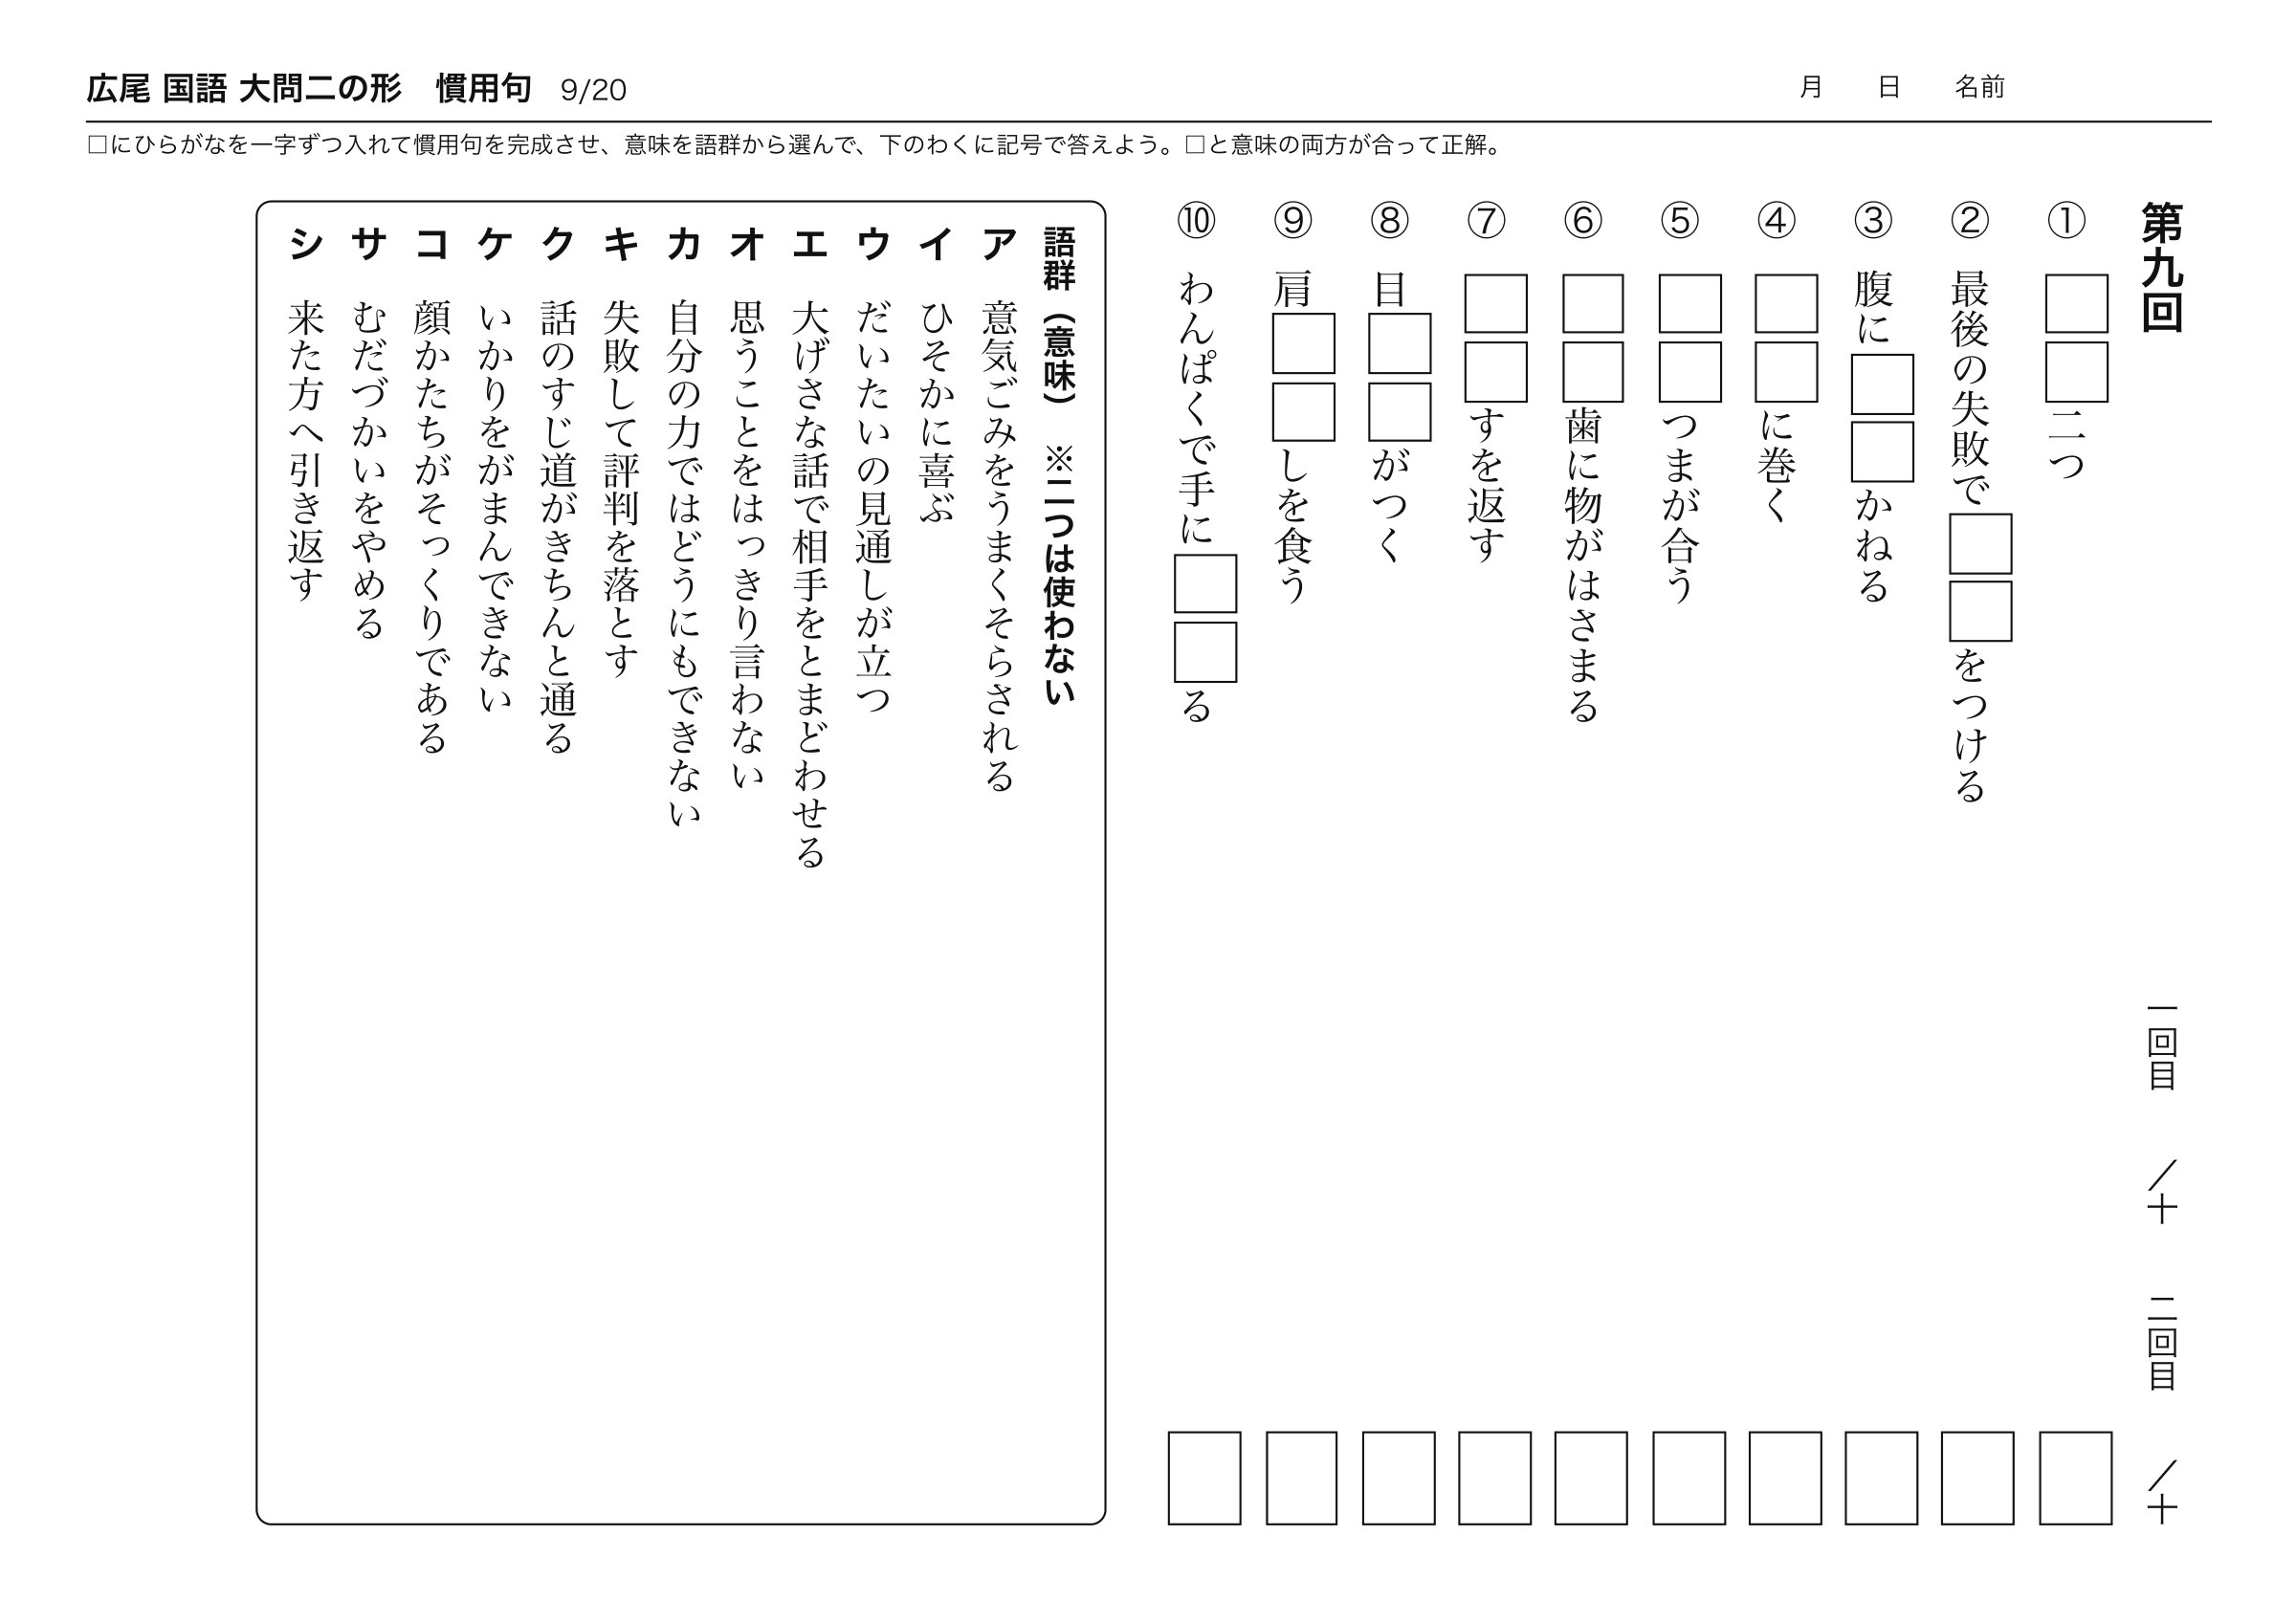 広尾 国語 大問二の形　慣用句　9/20
月　日　名前
□にひらがなを一字ずつ入れて慣用句を完成させ、意味を語群から選んで、下のわくに記号で答えよう。□と意味の両方が合って正解。
第九回　一回目　／十　二回目　／十
① □□二つ
② 最後の失敗で□□をつける
③ 腹に□□かねる
④ □□に巻く
⑤ □□つまが合う
⑥ □□歯に物がはさまる
⑦ □□すを返す
⑧ 目□□がつく
⑨ 肩□□しを食う
⑩ わんぱくで手に□□る
語群（意味）　※二つは使わない
ア　意気ごみをうまくそらされる
イ　ひそかに喜ぶ
ウ　だいたいの見通しが立つ
エ　大げさな話で相手をとまどわせる
オ　思うことをはっきり言わない
カ　自分の力ではどうにもできない
キ　失敗して評判を落とす
ク　話のすじ道がきちんと通る
ケ　いかりをがまんできない
コ　顔かたちがそっくりである
サ　むだづかいをやめる
シ　来た方へ引き返す